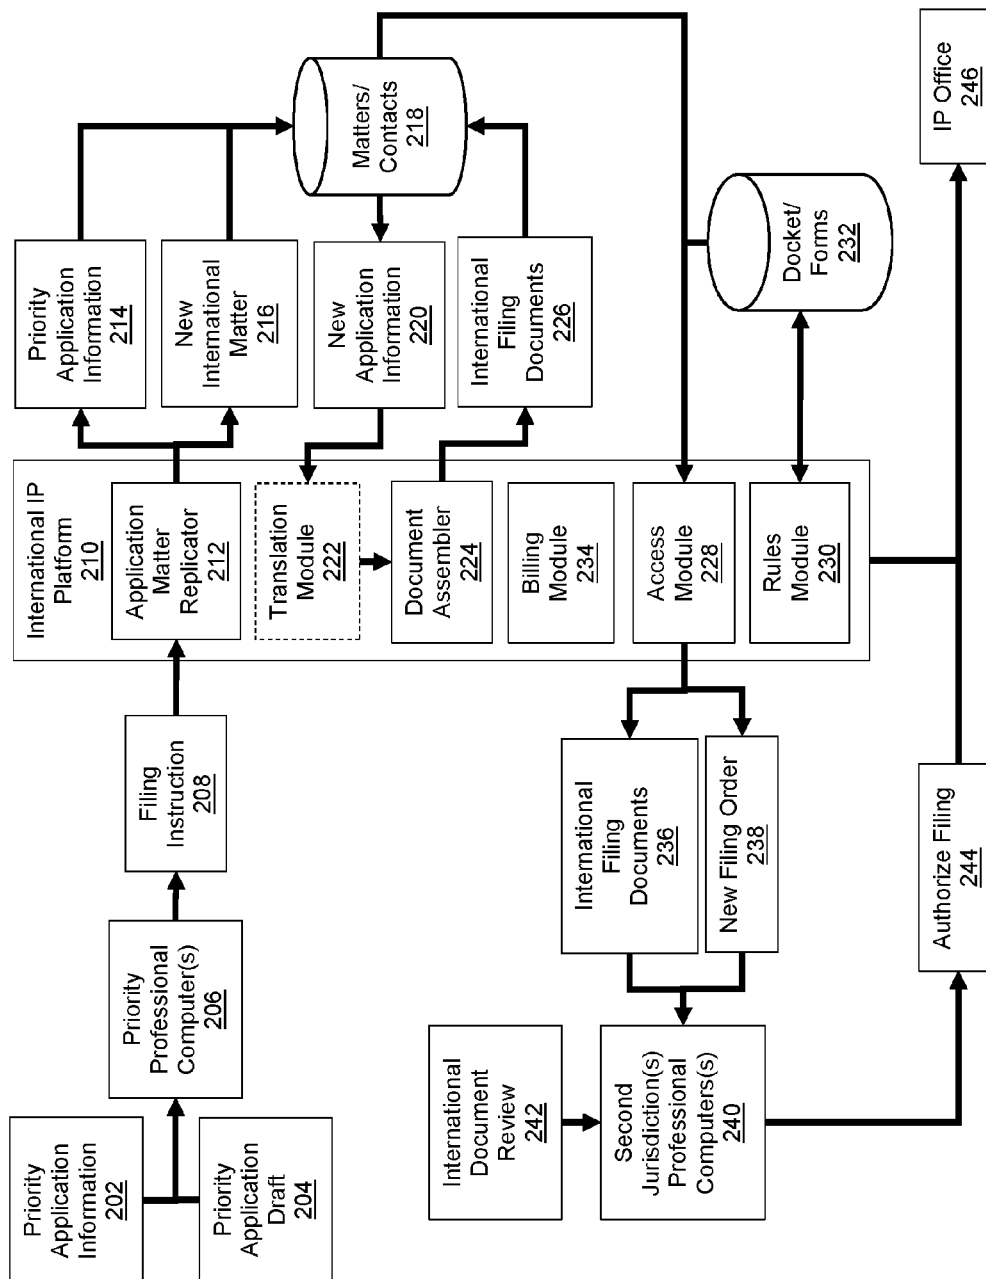 Priority
Application
Information
202
Priority
Application
Draft
204
Priority
Professional
Computer(s)
206
Filing
Instruction
208
International IP
Platform
210
Application
Matter
Replicator
212
Priority
Application
Information
214
New
International
Matter
216
Matters/
Contacts
218
New
Application
Information
220
Translation
Module
222
Document
Assembler
224
International
Filing
Documents
226
Billing
Module
234
Access
Module
228
Rules
Module
230
Docket/
Forms
232
International
Filing
Documents
236
New Filing Order
238
International
Document
Review
242
Second
Jurisdiction(s)
Professional
Computers(s)
240
Authorize Filing
244
IP Office
246